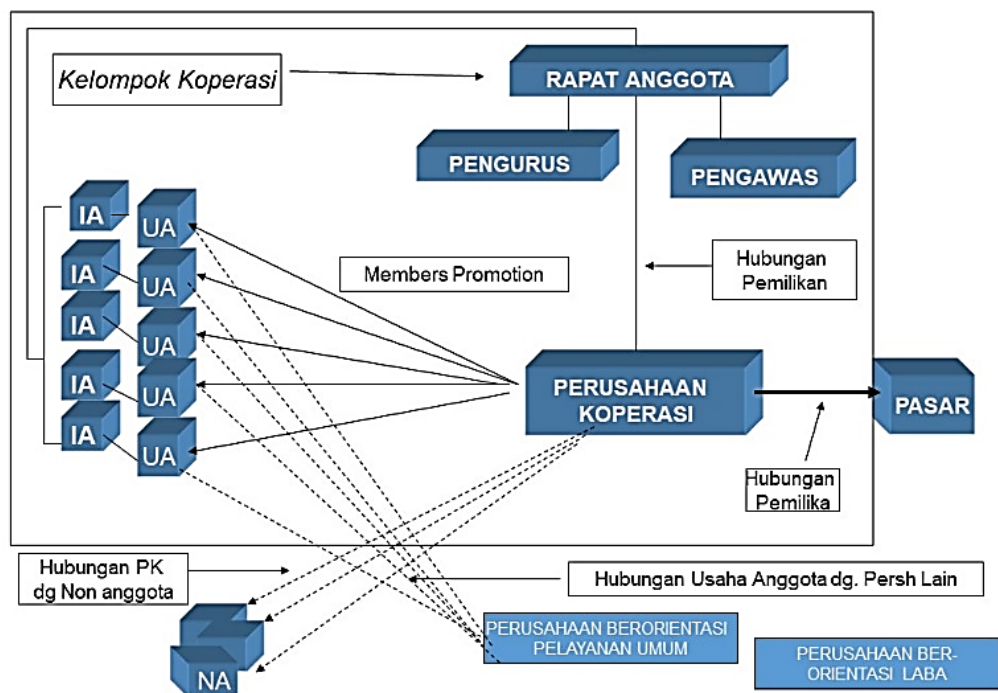 Kelompok Koperasi
RAPAT ANGGOTA
PENGURUS
PENGAWAS
IA
UA
IA
UA
IA
UA
IA
UA
IA
UA
Members Promotion
Hubungan
Pemilikan
PERUSAHAAN
KOPERASI
PASAR
Hubungan
Pemilika
Hubungan PK
dg Non anggota
Hubungan Usaha Anggota dg. Persh Lain
NA
PERUSAHAAN BERORIENTASI
PELAYANAN UMUM
PERUSAHAAN BER-
ORIENTASI LABA